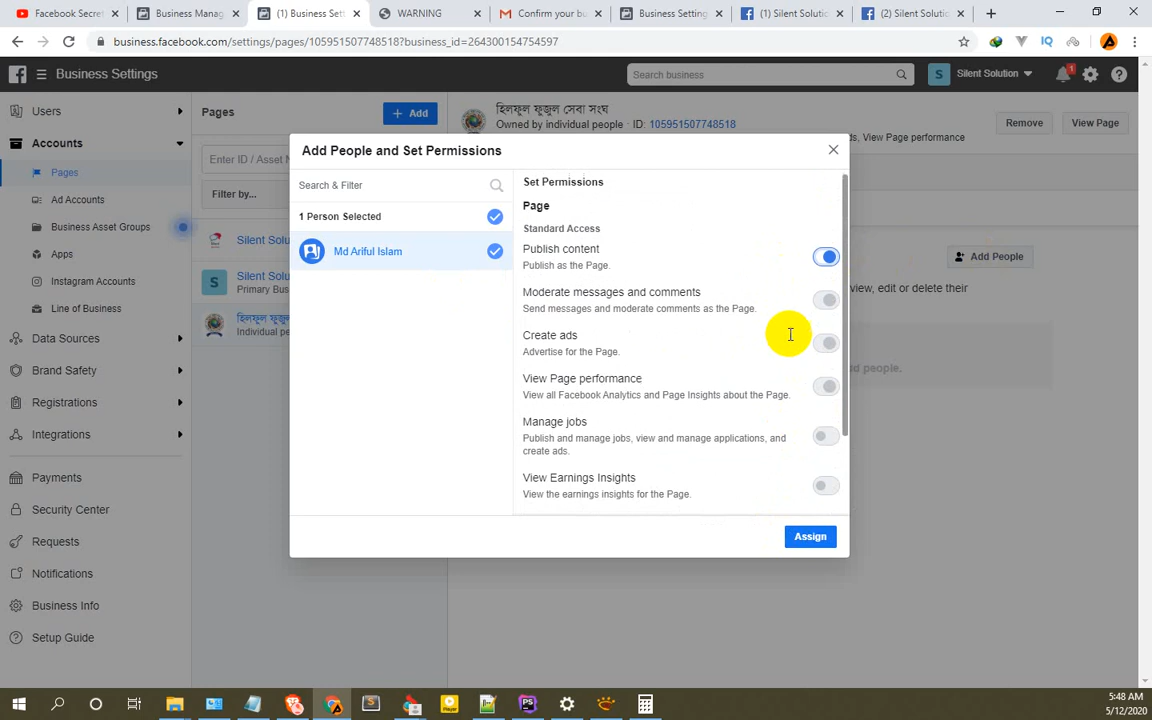 Facebook Secret
Business Manag
(1) Business Sett
WARNING
Confirm your bu
Business Setting
(1) Silent Solutio
(2) Silent Solutio
business.facebook.com/settings/pages/105951507748518?business_id=264300154754597
Business Settings
Search business
S
Silent Solution
1
Users
Accounts
Pages
Ad Accounts
Business Asset Groups
Apps
Instagram Accounts
Line of Business
Data Sources
Brand Safety
Registrations
Integrations
Payments
Security Center
Requests
Notifications
Business Info
Setup Guide
Pages
+ Add
Enter ID / Asset N
Filter by...
Silent Solu
S
Silent Solu
Primary Bus
হিলফুল ফুজু
Individual pe
হিলফুল ফুজুল সেবা সংঘ
Owned by individual people · ID: 105951507748518
Remove
View Page
ds, View Page performance
Add People
view, edit or delete their
add people.
Add People and Set Permissions
Search & Filter
1 Person Selected
Md Ariful Islam
Set Permissions
Page
Standard Access
Publish content
Publish as the Page.
Moderate messages and comments
Send messages and moderate comments as the Page.
Create ads
Advertise for the Page.
View Page performance
View all Facebook Analytics and Page Insights about the Page.
Manage jobs
Publish and manage jobs, view and manage applications, and
create ads.
View Earnings Insights
View the earnings insights for the Page.
Assign
5:48 AM
5/12/2020